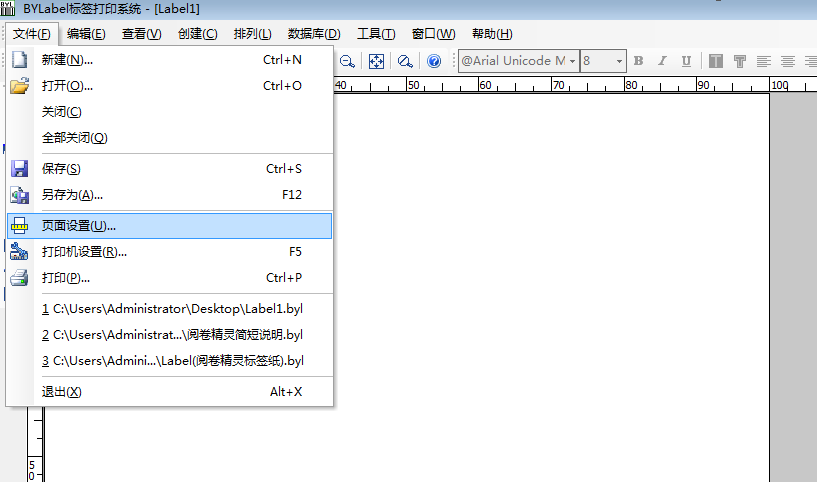 BYLabel标签打印系统 - [Label1]
文件(F) 编辑(E) 查看(V) 创建(C) 排列(L) 数据库(D) 工具(T) 窗口(W) 帮助(H)
@Arial Unicode M 8 B I U
40 50 60 70 80 90 100
新建(N)... Ctrl+N
打开(O)... Ctrl+O
关闭(C)
全部关闭(Q)
保存(S) Ctrl+S
另存为(A)... F12
页面设置(U)...
打印机设置(R)... F5
打印(P)... Ctrl+P
1 C:\Users\Administrator\Desktop\Label1.byl
2 C:\Users\Administrat...\阅卷精灵简短说明.byl
3 C:\Users\Admini...\Label(阅卷精灵标签纸).byl
退出(X) Alt+X
50